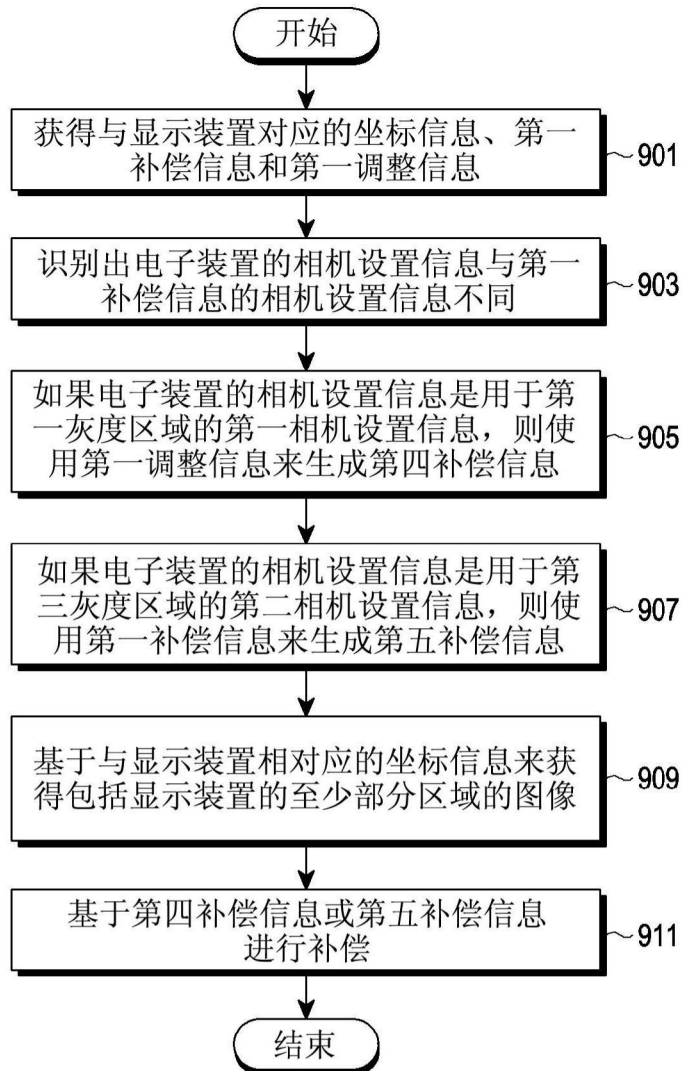 开始
获得与显示装置对应的坐标信息、第一
补偿信息和第一调整信息
901
识别出电子装置的相机设置信息与第一
补偿信息的相机设置信息不同
903
如果电子装置的相机设置信息是用于第
一灰度区域的第一相机设置信息，则使
用第一调整信息来生成第四补偿信息
905
如果电子装置的相机设置信息是用于第
三灰度区域的第二相机设置信息，则使
用第一补偿信息来生成第五补偿信息
907
基于与显示装置相对应的坐标信息来获
得包括显示装置的至少部分区域的图像
909
基于第四补偿信息或第五补偿信息
进行补偿
911
结束